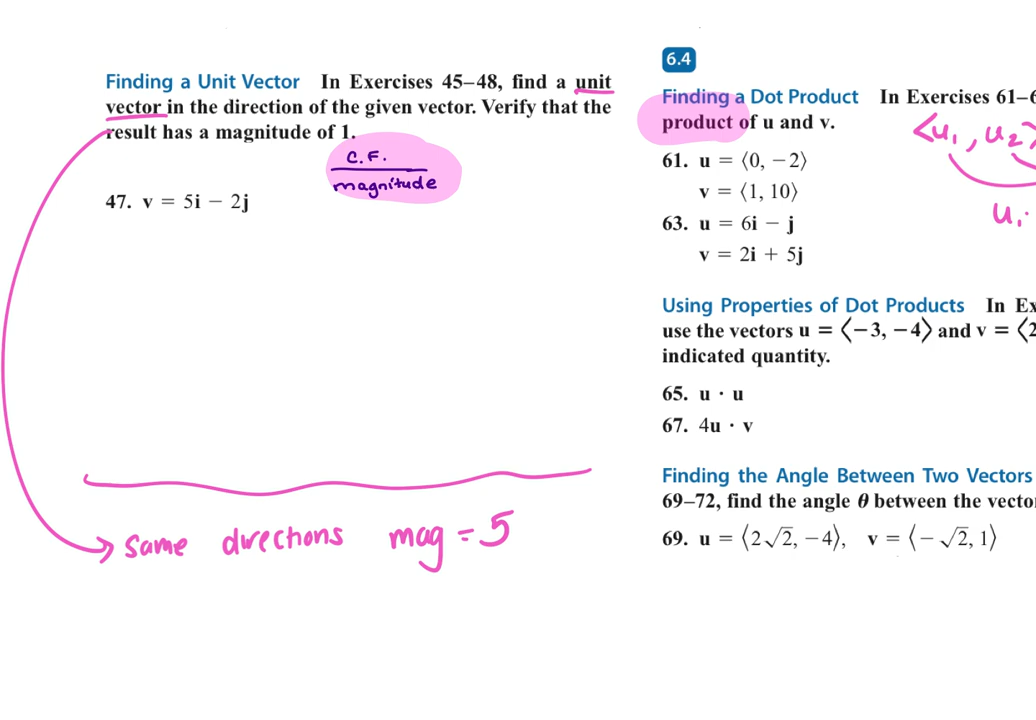 Finding a Unit Vector In Exercises 45–48, find a unit
vector in the direction of the given vector. Verify that the
result has a magnitude of 1.
C.F.
magnitude
47. v = 5i − 2j
same directions mag = 5
6.4
Finding a Dot Product In Exercises 61–6
product of u and v.
<u₁, u₂>
61. u = ⟨0, −2⟩
v = ⟨1, 10⟩
u₁·
63. u = 6i − j
v = 2i + 5j
Using Properties of Dot Products In Ex
use the vectors u = ⟨−3, −4⟩ and v = ⟨2
indicated quantity.
65. u · u
67. 4u · v
Finding the Angle Between Two Vectors
69–72, find the angle θ between the vecto
69. u = ⟨2√2, −4⟩, v = ⟨−√2, 1⟩